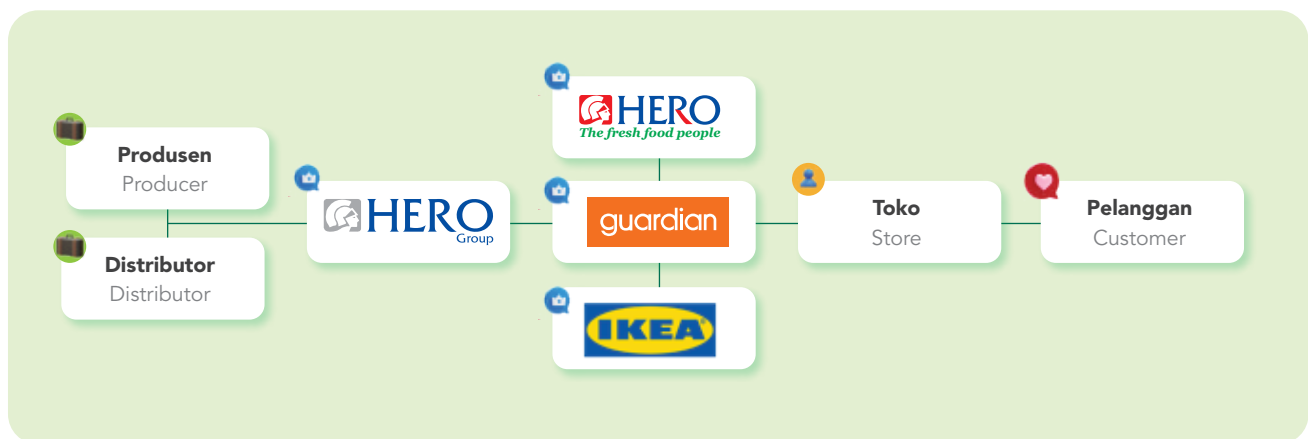 Produsen
Producer
Distributor
Distributor
HERO
Group
HERO
The fresh food people
guardian
IKEA
Toko
Store
Pelanggan
Customer